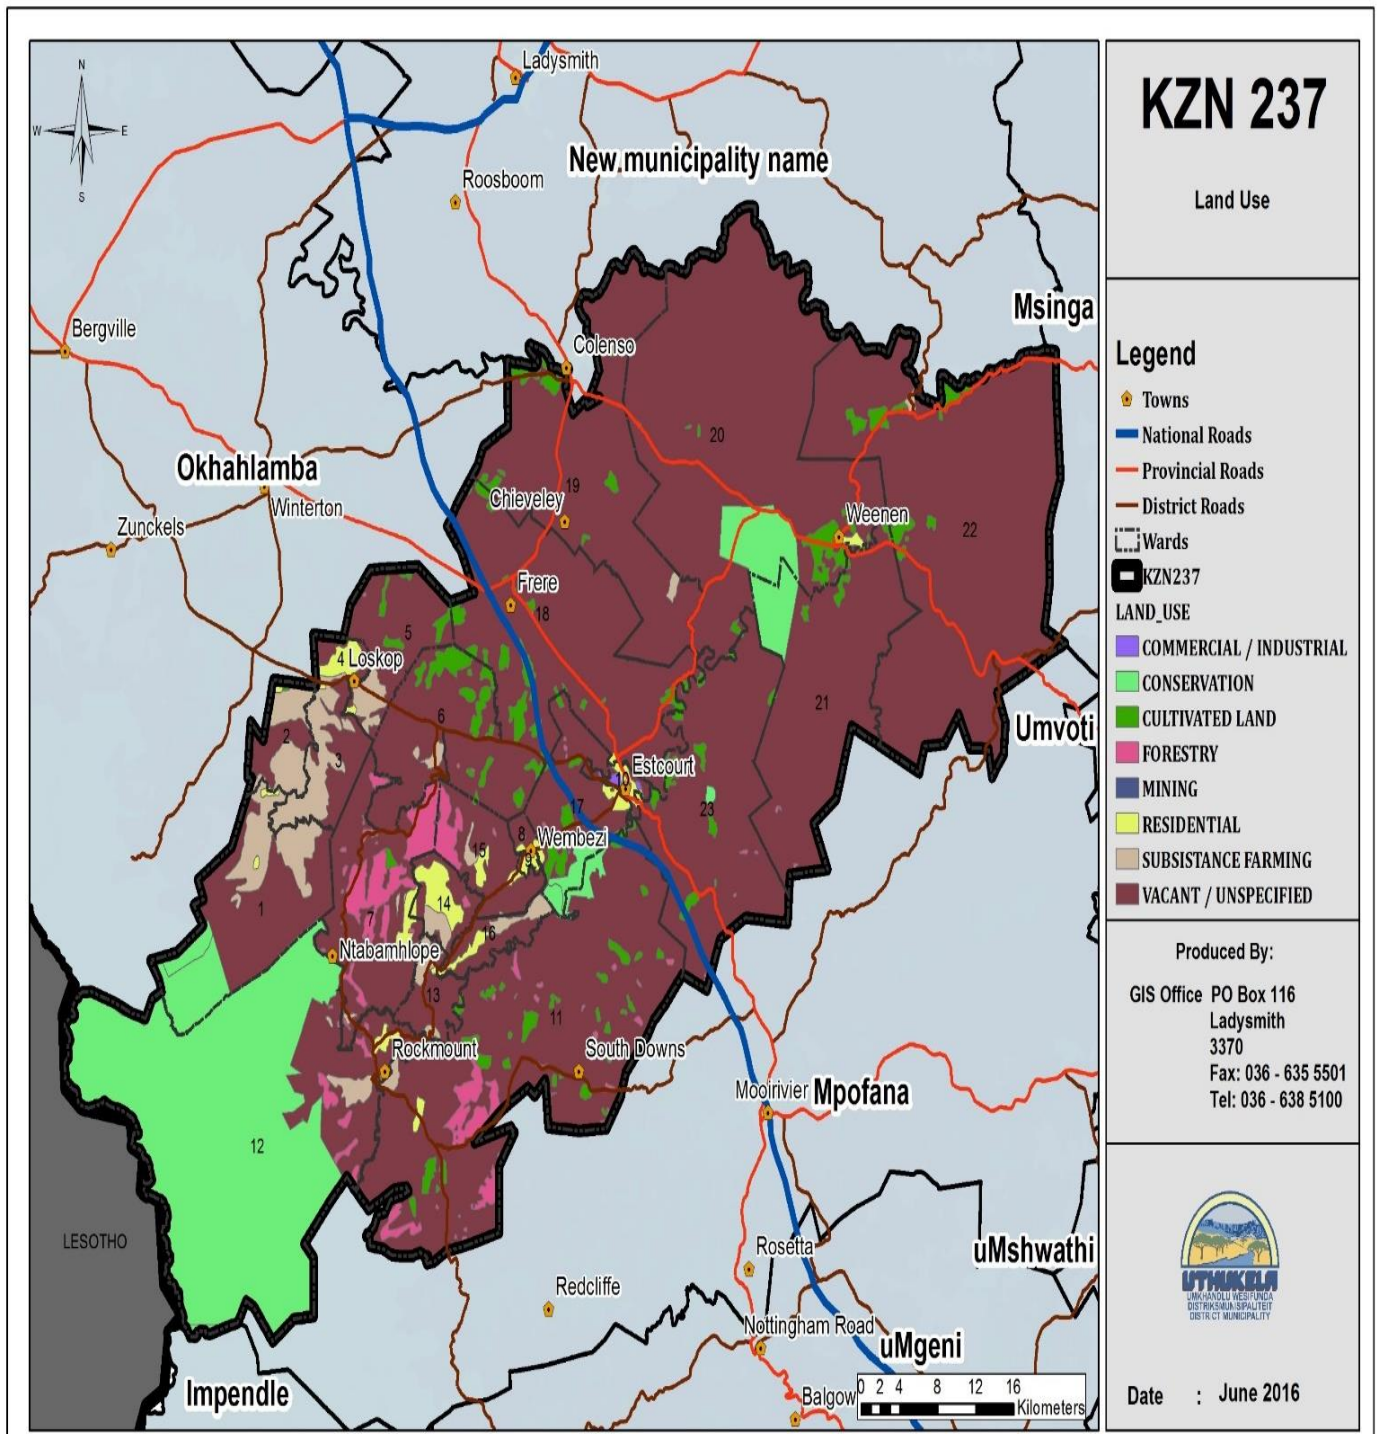 KZN 237
Land Use
Legend
Towns
National Roads
Provincial Roads
District Roads
Wards
KZN237
LAND_USE
COMMERCIAL / INDUSTRIAL
CONSERVATION
CULTIVATED LAND
FORESTRY
MINING
RESIDENTIAL
SUBSISTANCE FARMING
VACANT / UNSPECIFIED
Produced By:
GIS Office PO Box 116
Ladysmith
3370
Fax: 036 - 635 5501
Tel: 036 - 638 5100
UTHUKELA
UMKHANDLU WESIFUNDA
DISTRIKSMUNISIPALITEIT
DISTRICT MUNICIPALITY
Date : June 2016
N
W E
S
Ladysmith
New municipality name
Roosboom
Msinga
Bergville
Colenso
20
Okhahlamba
Winterton
19
Chieveley
Zunckels
Weenen
22
Frere
18
5
4 Loskop
21
6
Umvoti
2
3
Estcourt
10
17
23
8
Wembezi
9
15
1
14
7
16
Ntabamhlope
13
11
Rockmount
South Downs
Mooirivier
Mpofana
12
LESOTHO
uMshwathi
Rosetta
Redcliffe
Nottingham Road
uMgeni
Impendle
Balgow
0 2 4 8 12 16
Kilometers